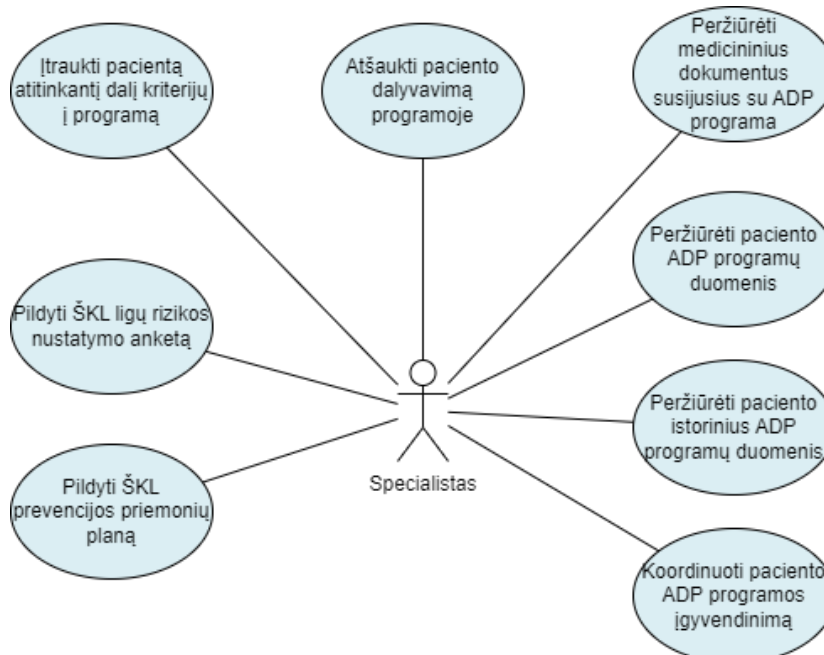 Įtraukti pacientą
atitinkantį dalį kriterijų
į programą
Atšaukti paciento
dalyvavimą
programoje
Peržiūrėti
medicininius
dokumentus
susijusius su ADP
programa
Peržiūrėti paciento
ADP programų
duomenis
Pildyti ŠKL ligų rizikos
nustatymo anketą
Peržiūrėti paciento
istorinius ADP
programų duomenis
Specialistas
Pildyti ŠKL
prevencijos priemonių
planą
Koordinuoti paciento
ADP programos
įgyvendinimą